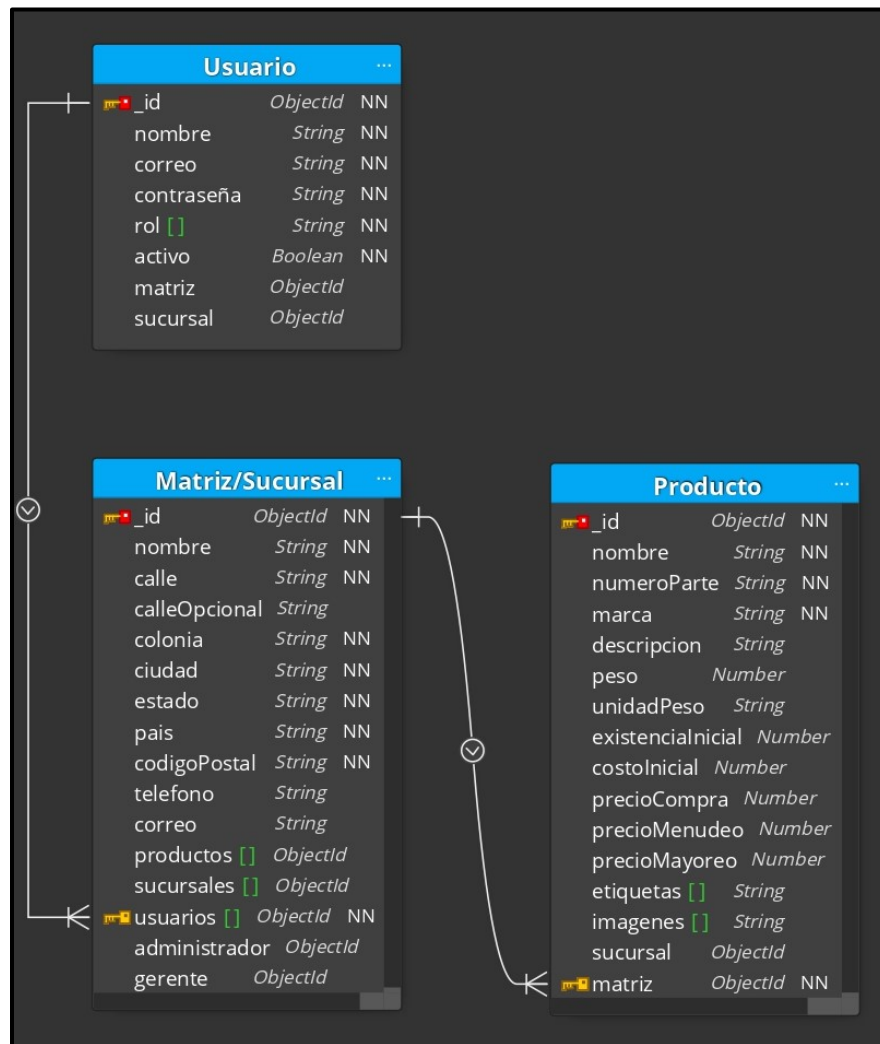 Usuario ...
_id ObjectId NN
nombre String NN
correo String NN
contraseña String NN
rol [] String NN
activo Boolean NN
matriz ObjectId
sucursal ObjectId
Matriz/Sucursal ...
_id ObjectId NN
nombre String NN
calle String NN
calleOpcional String
colonia String NN
ciudad String NN
estado String NN
pais String NN
codigoPostal String NN
telefono String
correo String
productos [] ObjectId
sucursales [] ObjectId
usuarios [] ObjectId NN
administrador ObjectId
gerente ObjectId
Producto ...
_id ObjectId NN
nombre String NN
numeroParte String NN
marca String NN
descripcion String
peso Number
unidadPeso String
existenciaInicial Number
costoInicial Number
precioCompra Number
precioMenudeo Number
precioMayoreo Number
etiquetas [] String
imagenes [] String
sucursal ObjectId
matriz ObjectId NN